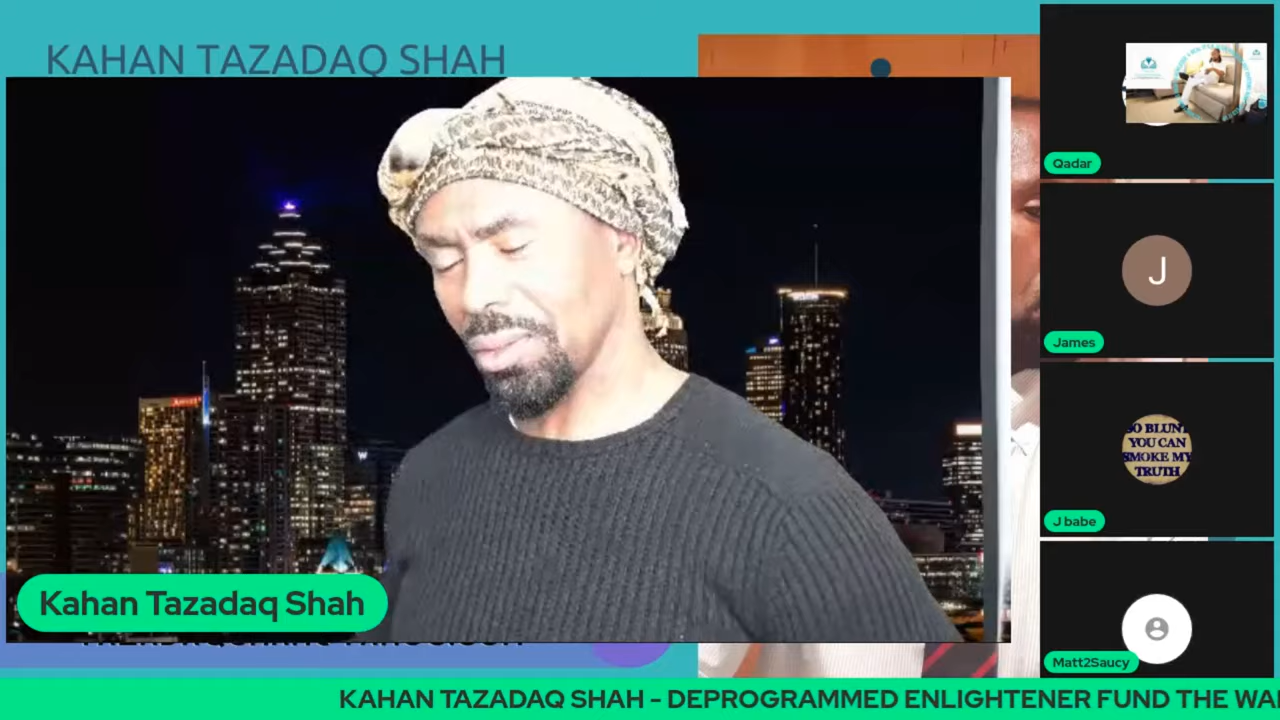 KAHAN TAZADAQ SHAH
Qadar
J
James
SO BLUNT
YOU CAN
SMOKE MY
TRUTH
J babe
Kahan Tazadaq Shah
Matt2Saucy
KAHAN TAZADAQ SHAH - DEPROGRAMMED ENLIGHTENER FUND THE WA